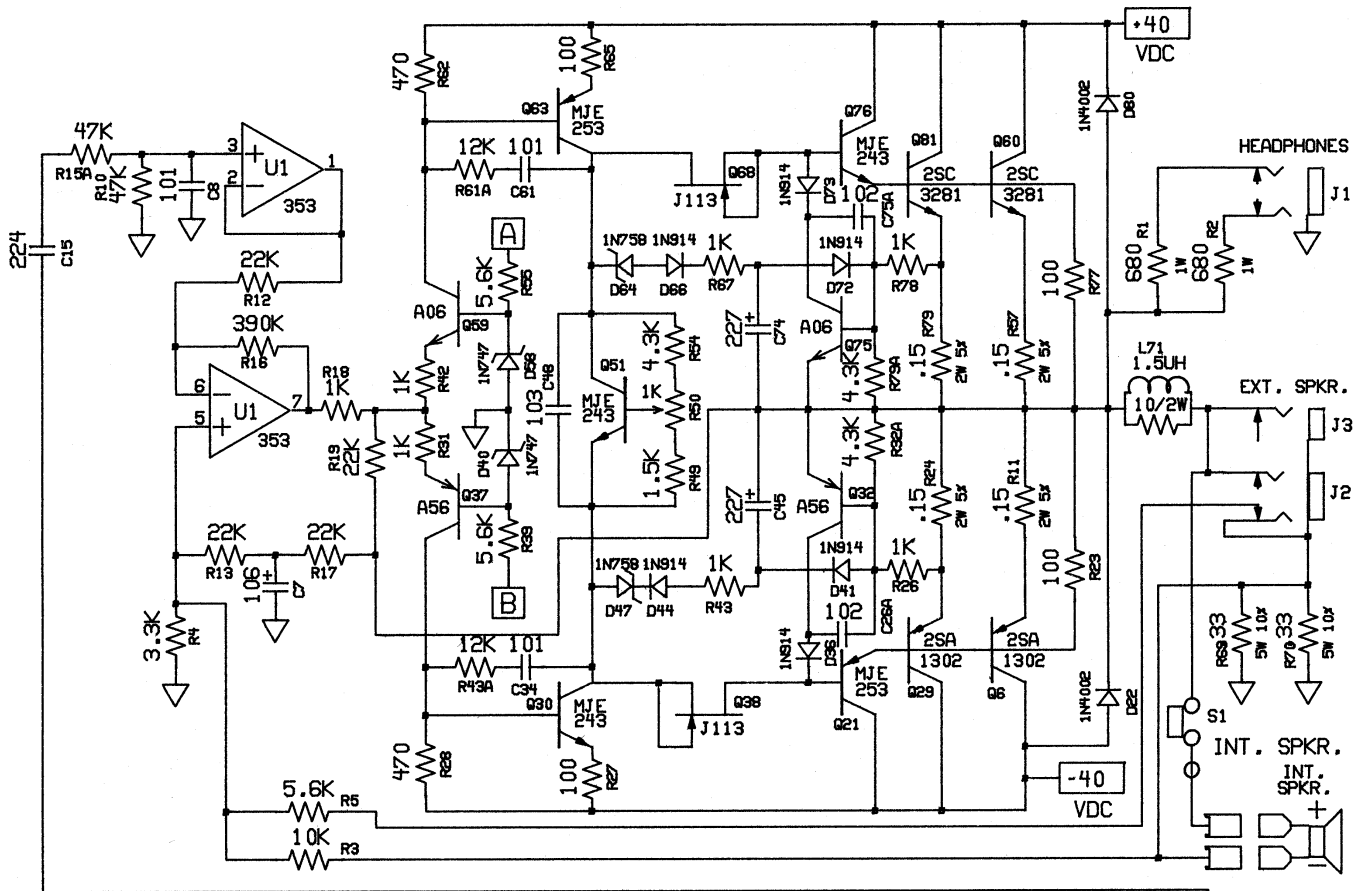 +40
VDC
470
R62
100
R65
Q63
MJE
253
Q76
MJE
243
Q81
2SC
3281
Q60
2SC
3281
1N4002
D80
HEADPHONES
J1
47K
R15A
R10
47K
101
C8
3
2
+
-
U1
1
353
12K
R61A
101
C61
J113
Q68
1N914
D73
102
C75A
224
C15
22K
R12
390K
R16
A
5.6K
R55
1N758
D64
1N914
D66
1K
R67
1N914
D72
1K
R78
100
R77
R1
680
1W
R2
680
1W
A06
Q59
1N747
D58
227
C74
+
A06
Q75
4.3K
R79A
R79
.15
2W 5%
R57
.15
2W 5%
L71
1.5UH
10/2W
EXT. SPKR.
J3
J2
6
5
-
+
U1
7
353
R18
1K
R19
22K
1K
R42
1K
R31
103
C48
Q51
MJE
243
4.3K
R54
1K
R50
1.5K
R49
D40
1N747
Q37
A56
5.6K
R39
B
227
C45
+
4.3K
R32A
A56
Q32
R24
.15
2W 5%
R11
.15
2W 5%
22K
R13
22K
R17
106
+
C7
3.3K
R4
1N758
D47
1N914
D44
1K
R43
1N914
D41
1K
R26
100
R23
102
C26A
1N914
D36
12K
R43A
101
C34
Q30
MJE
243
J113
Q38
MJE
253
Q21
2SA
1302
Q29
2SA
1302
Q6
1N4002
D22
R69
33
5W 10%
R70
33
5W 10%
470
R28
100
R27
-40
VDC
S1
INT. SPKR.
INT.
SPKR.
+
-
5.6K
R5
10K
R3